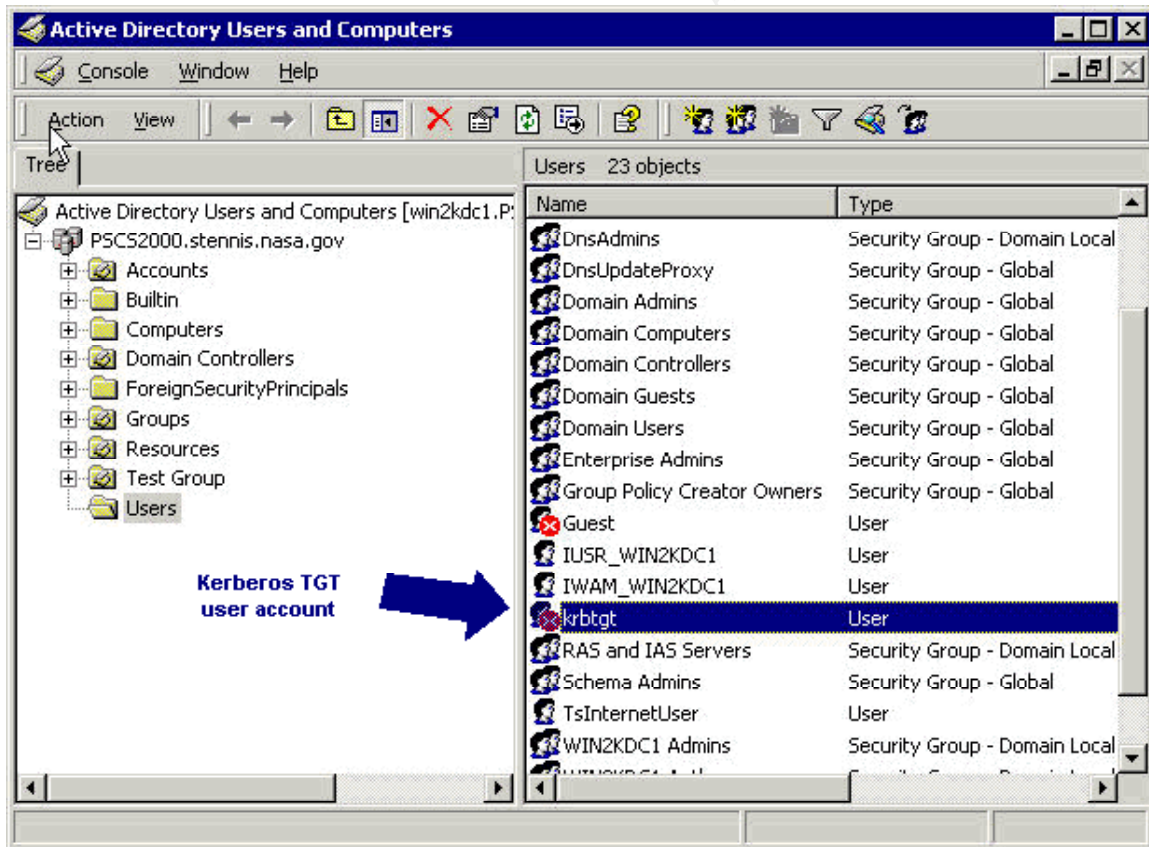 Active Directory Users and Computers
Console Window Help
Action View
Tree
Users 23 objects
Active Directory Users and Computers [win2kdc1.P
PSCS2000.stennis.nasa.gov
Accounts
Builtin
Computers
Domain Controllers
ForeignSecurityPrincipals
Groups
Resources
Test Group
Users
Kerberos TGT
user account
Name Type
DnsAdmins Security Group - Domain Local
DnsUpdateProxy Security Group - Global
Domain Admins Security Group - Global
Domain Computers Security Group - Global
Domain Controllers Security Group - Global
Domain Guests Security Group - Global
Domain Users Security Group - Global
Enterprise Admins Security Group - Global
Group Policy Creator Owners Security Group - Global
Guest User
IUSR_WIN2KDC1 User
IWAM_WIN2KDC1 User
krbtgt User
RAS and IAS Servers Security Group - Domain Local
Schema Admins Security Group - Global
TsInternetUser User
WIN2KDC1 Admins Security Group - Domain Local